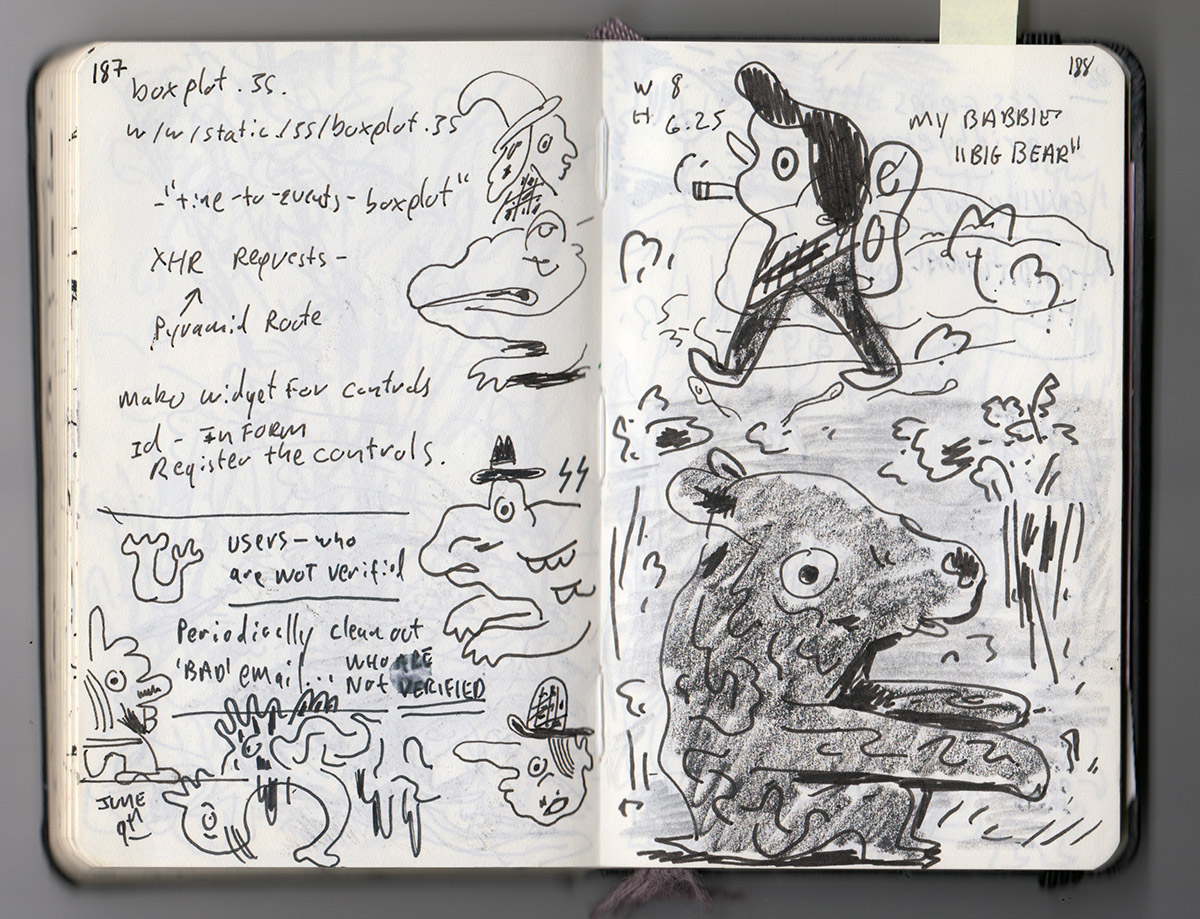 187
boxplot.js.
w/w/static/js/boxplot.js
- "time-to-events-boxplot"
XHR Requests -
Pyramid Route
Make widget for controls
Id - In FORM
Register the controls.
users - who
are NOT verified
Periodically clean out
'BAD' email... WHO ARE
Not VERIFIED
JUNE
9th
188
W 8
H 6.25
MY BABBIE?
"BIG BEAR"